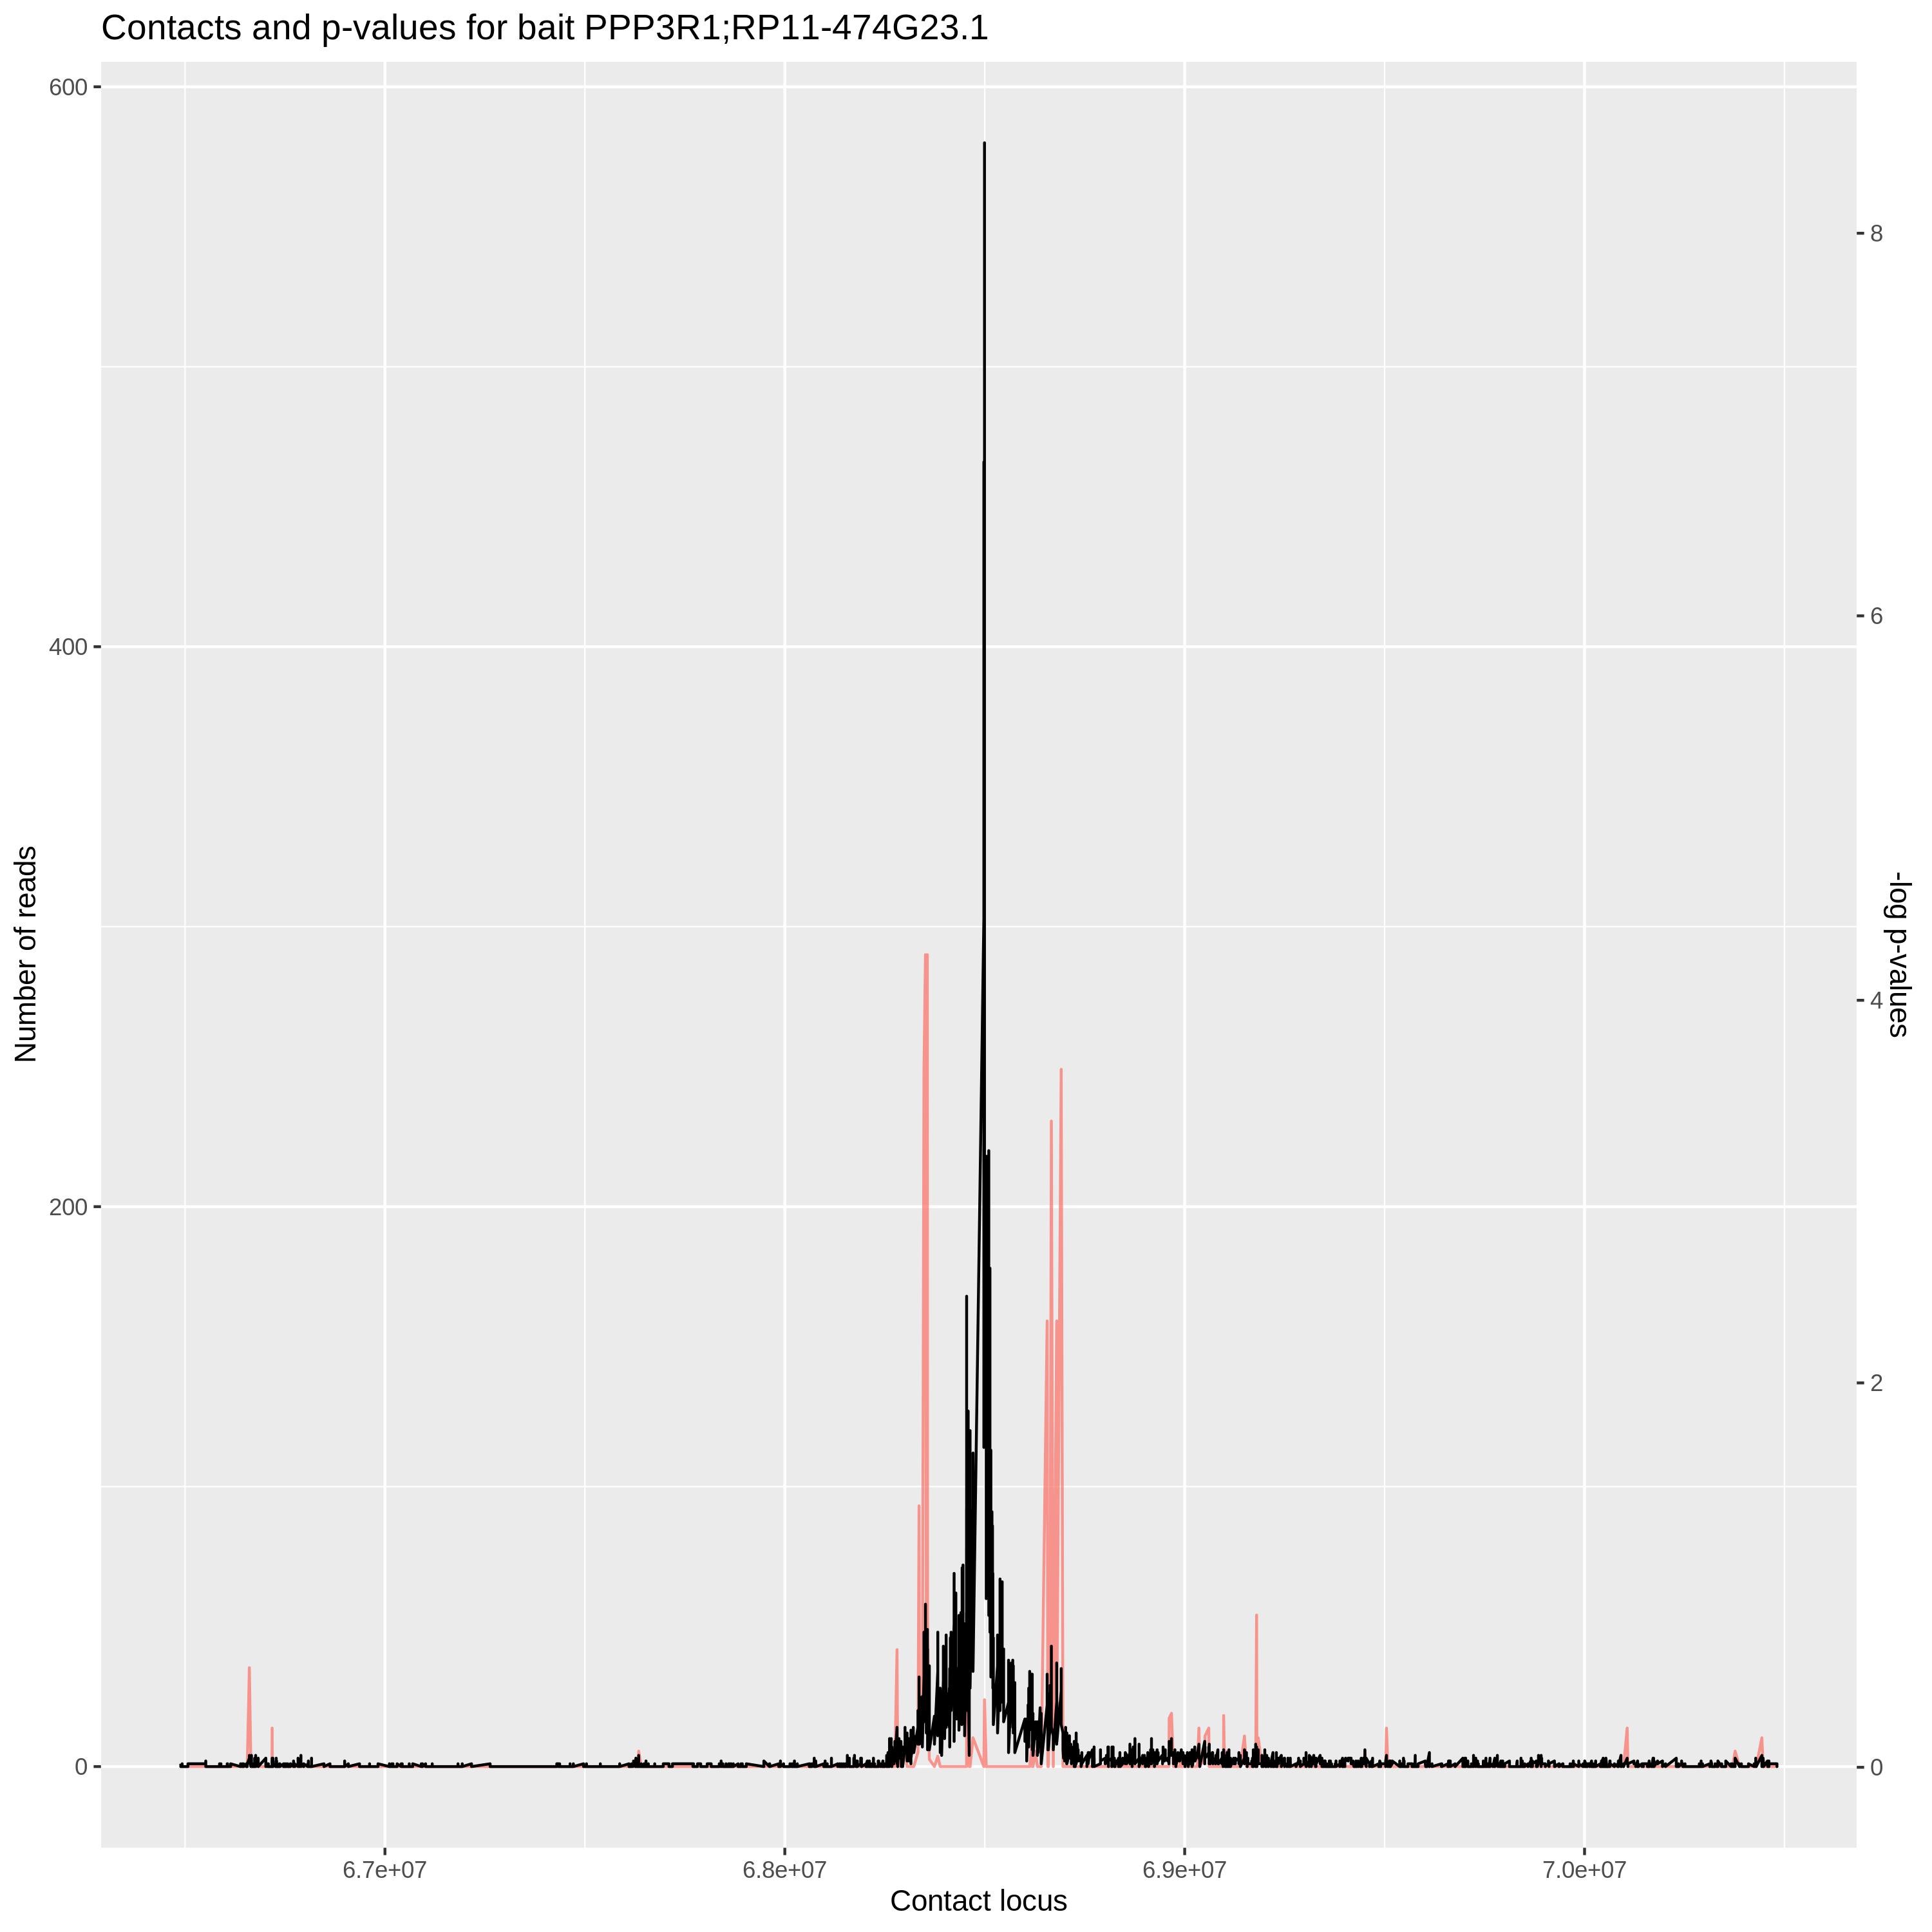 Contacts and p-values for bait PPP3R1;RP11-474G23.1
600
400
200
0
Number of reads
8
6
4
2
0
-log p-values
6.7e+07
6.8e+07
6.9e+07
7.0e+07
Contact locus